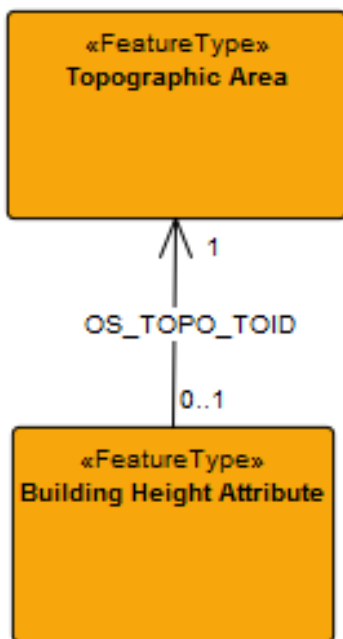 «FeatureType»
Topographic Area
1
OS_TOPO_TOID
0..1
«FeatureType»
Building Height Attribute